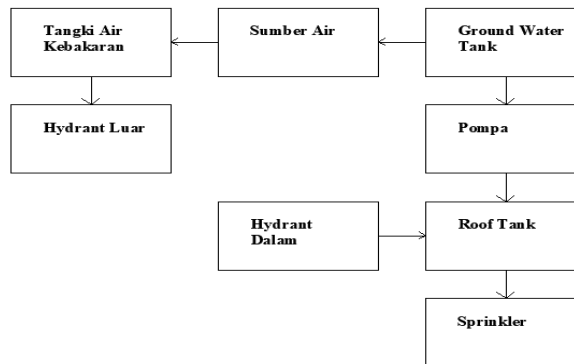 Tangki Air
Kebakaran
Sumber Air
Ground Water
Tank
Hydrant Luar
Pompa
Hydrant
Dalam
Roof Tank
Sprinkler